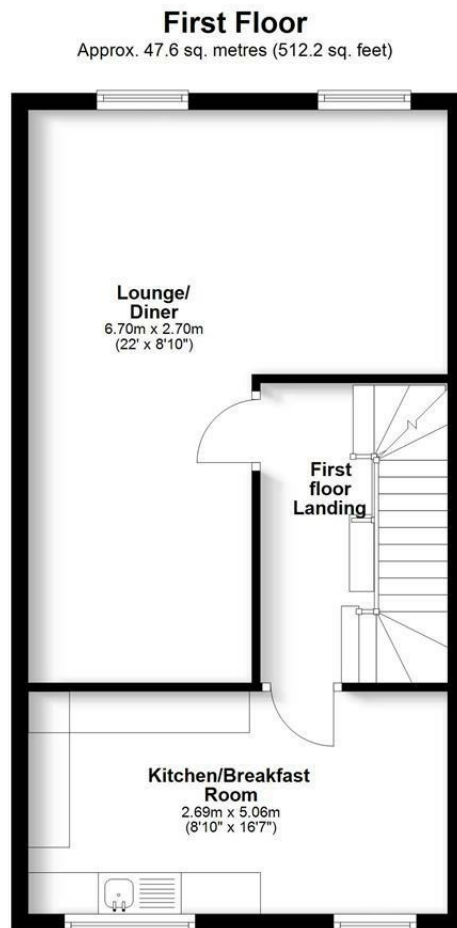 First Floor
Approx. 47.6 sq. metres (512.2 sq. feet)
Lounge/
Diner
6.70m x 2.70m
(22' x 8'10")
First
floor
Landing
Kitchen/Breakfast
Room
2.69m x 5.06m
(8'10" x 16'7")